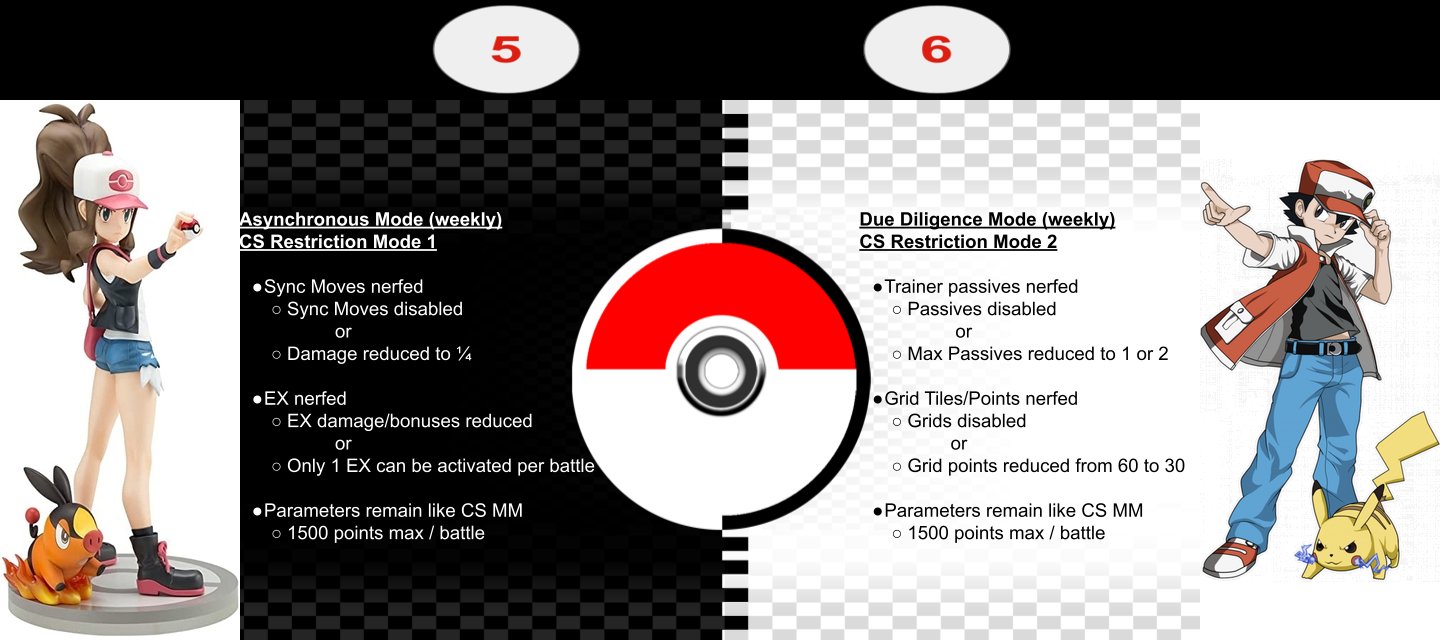 5
6
Asynchronous Mode (weekly)
CS Restriction Mode 1
●Sync Moves nerfed
○ Sync Moves disabled
or
○ Damage reduced to ¼
●EX nerfed
○ EX damage/bonuses reduced
or
○ Only 1 EX can be activated per battle
●Parameters remain like CS MM
○ 1500 points max / battle
Due Diligence Mode (weekly)
CS Restriction Mode 2
●Trainer passives nerfed
○ Passives disabled
or
○ Max Passives reduced to 1 or 2
●Grid Tiles/Points nerfed
○ Grids disabled
or
○ Grid points reduced from 60 to 30
●Parameters remain like CS MM
○ 1500 points max / battle